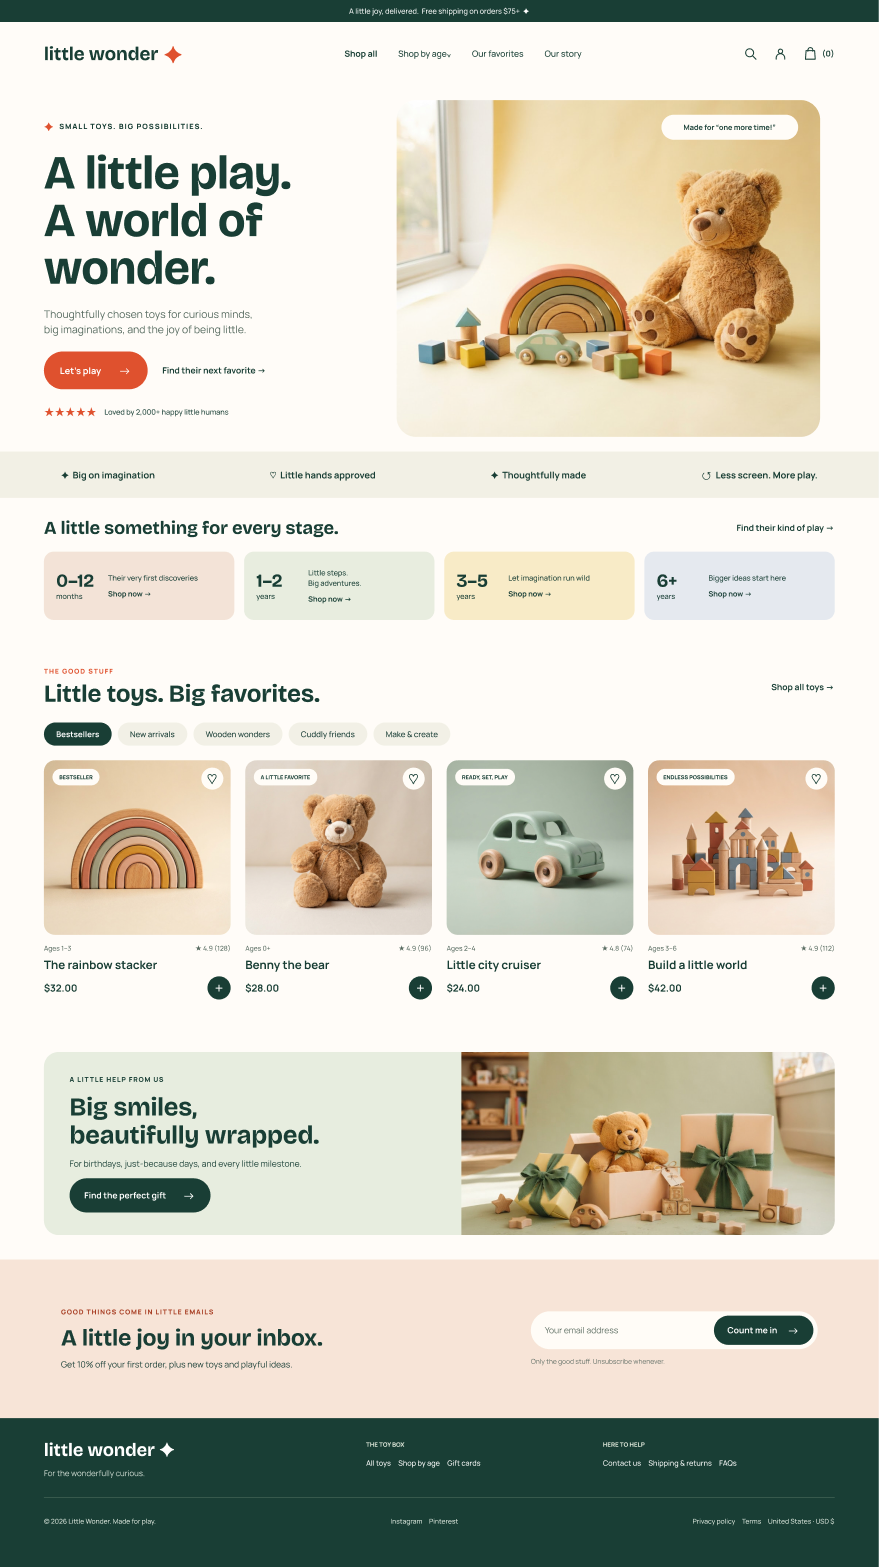 A little joy, delivered. Free shipping on orders $75+
little wonder
Shop all
Shop by age
Our favorites
Our story
(0)
SMALL TOYS. BIG POSSIBILITIES.
A little play.
A world of
wonder.
Thoughtfully chosen toys for curious minds,
big imaginations, and the joy of being little.
Let's play →
Find their next favorite →
★★★★★ Loved by 2,000+ happy little humans
Made for “one more time!”
Big on imagination
Little hands approved
Thoughtfully made
Less screen. More play.
A little something for every stage.
Find their kind of play →
0–12
months
Their very first discoveries
Shop now →
1–2
years
Little steps.
Big adventures.
Shop now →
3–5
years
Let imagination run wild
Shop now →
6+
years
Bigger ideas start here
Shop now →
THE GOOD STUFF
Little toys. Big favorites.
Shop all toys →
Bestsellers
New arrivals
Wooden wonders
Cuddly friends
Make & create
BESTSELLER
Ages 1–3
★ 4.9 (128)
The rainbow stacker
$32.00
+
A LITTLE FAVORITE
Ages 0+
★ 4.9 (96)
Benny the bear
$28.00
+
READY, SET, PLAY
Ages 2–4
★ 4.8 (74)
Little city cruiser
$24.00
+
ENDLESS POSSIBILITIES
Ages 3–6
★ 4.9 (112)
Build a little world
$42.00
+
A LITTLE HELP FROM US
Big smiles,
beautifully wrapped.
For birthdays, just-because days, and every little milestone.
Find the perfect gift →
GOOD THINGS COME IN LITTLE EMAILS
A little joy in your inbox.
Get 10% off your first order, plus new toys and playful ideas.
Your email address
Count me in →
Only the good stuff. Unsubscribe whenever.
little wonder
For the wonderfully curious.
THE TOY BOX
All toys Shop by age Gift cards
HERE TO HELP
Contact us Shipping & returns FAQs
© 2026 Little Wonder. Made for play.
Instagram Pinterest
Privacy policy Terms United States · USD $